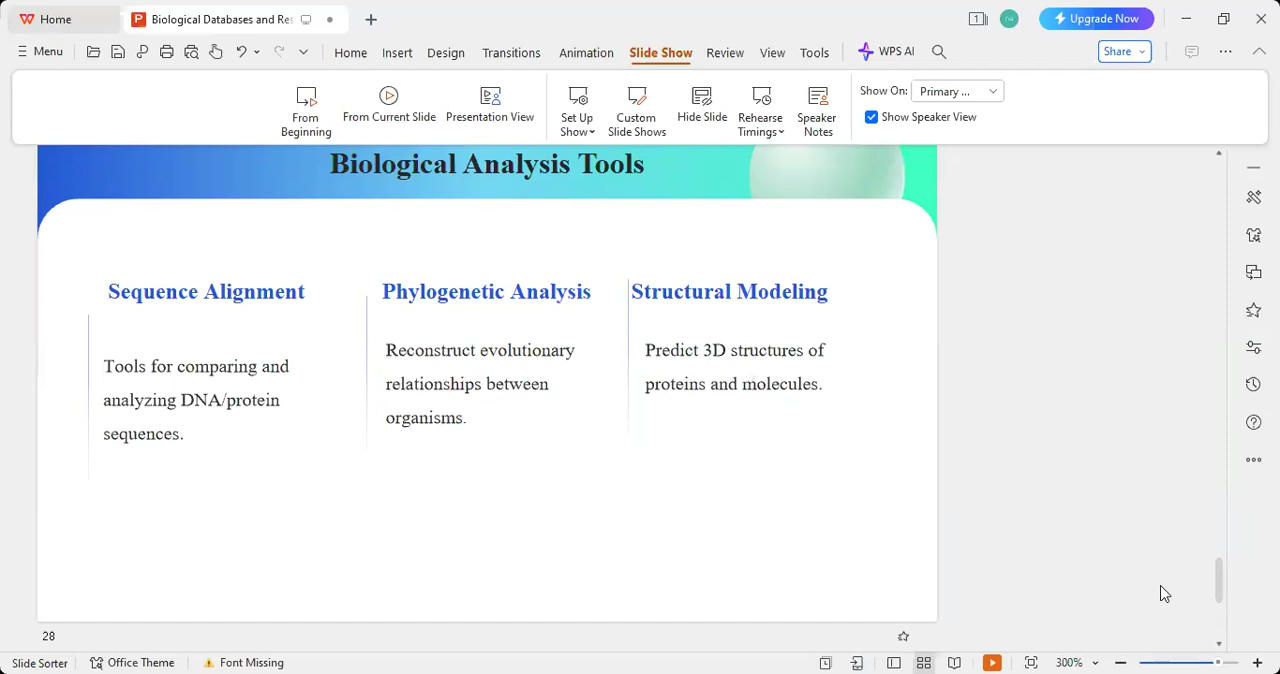 Home
Biological Databases and Res
Upgrade Now
Menu
Home
Insert
Design
Transitions
Animation
Slide Show
Review
View
Tools
WPS AI
Share
From
Beginning
From Current Slide
Presentation View
Set Up
Show
Custom
Slide Shows
Hide Slide
Rehearse
Timings
Speaker
Notes
Show On:
Primary ...
Show Speaker View
Biological Analysis Tools
Sequence Alignment
Tools for comparing and
analyzing DNA/protein
sequences.
Phylogenetic Analysis
Reconstruct evolutionary
relationships between
organisms.
Structural Modeling
Predict 3D structures of
proteins and molecules.
28
Slide Sorter
Office Theme
Font Missing
300%